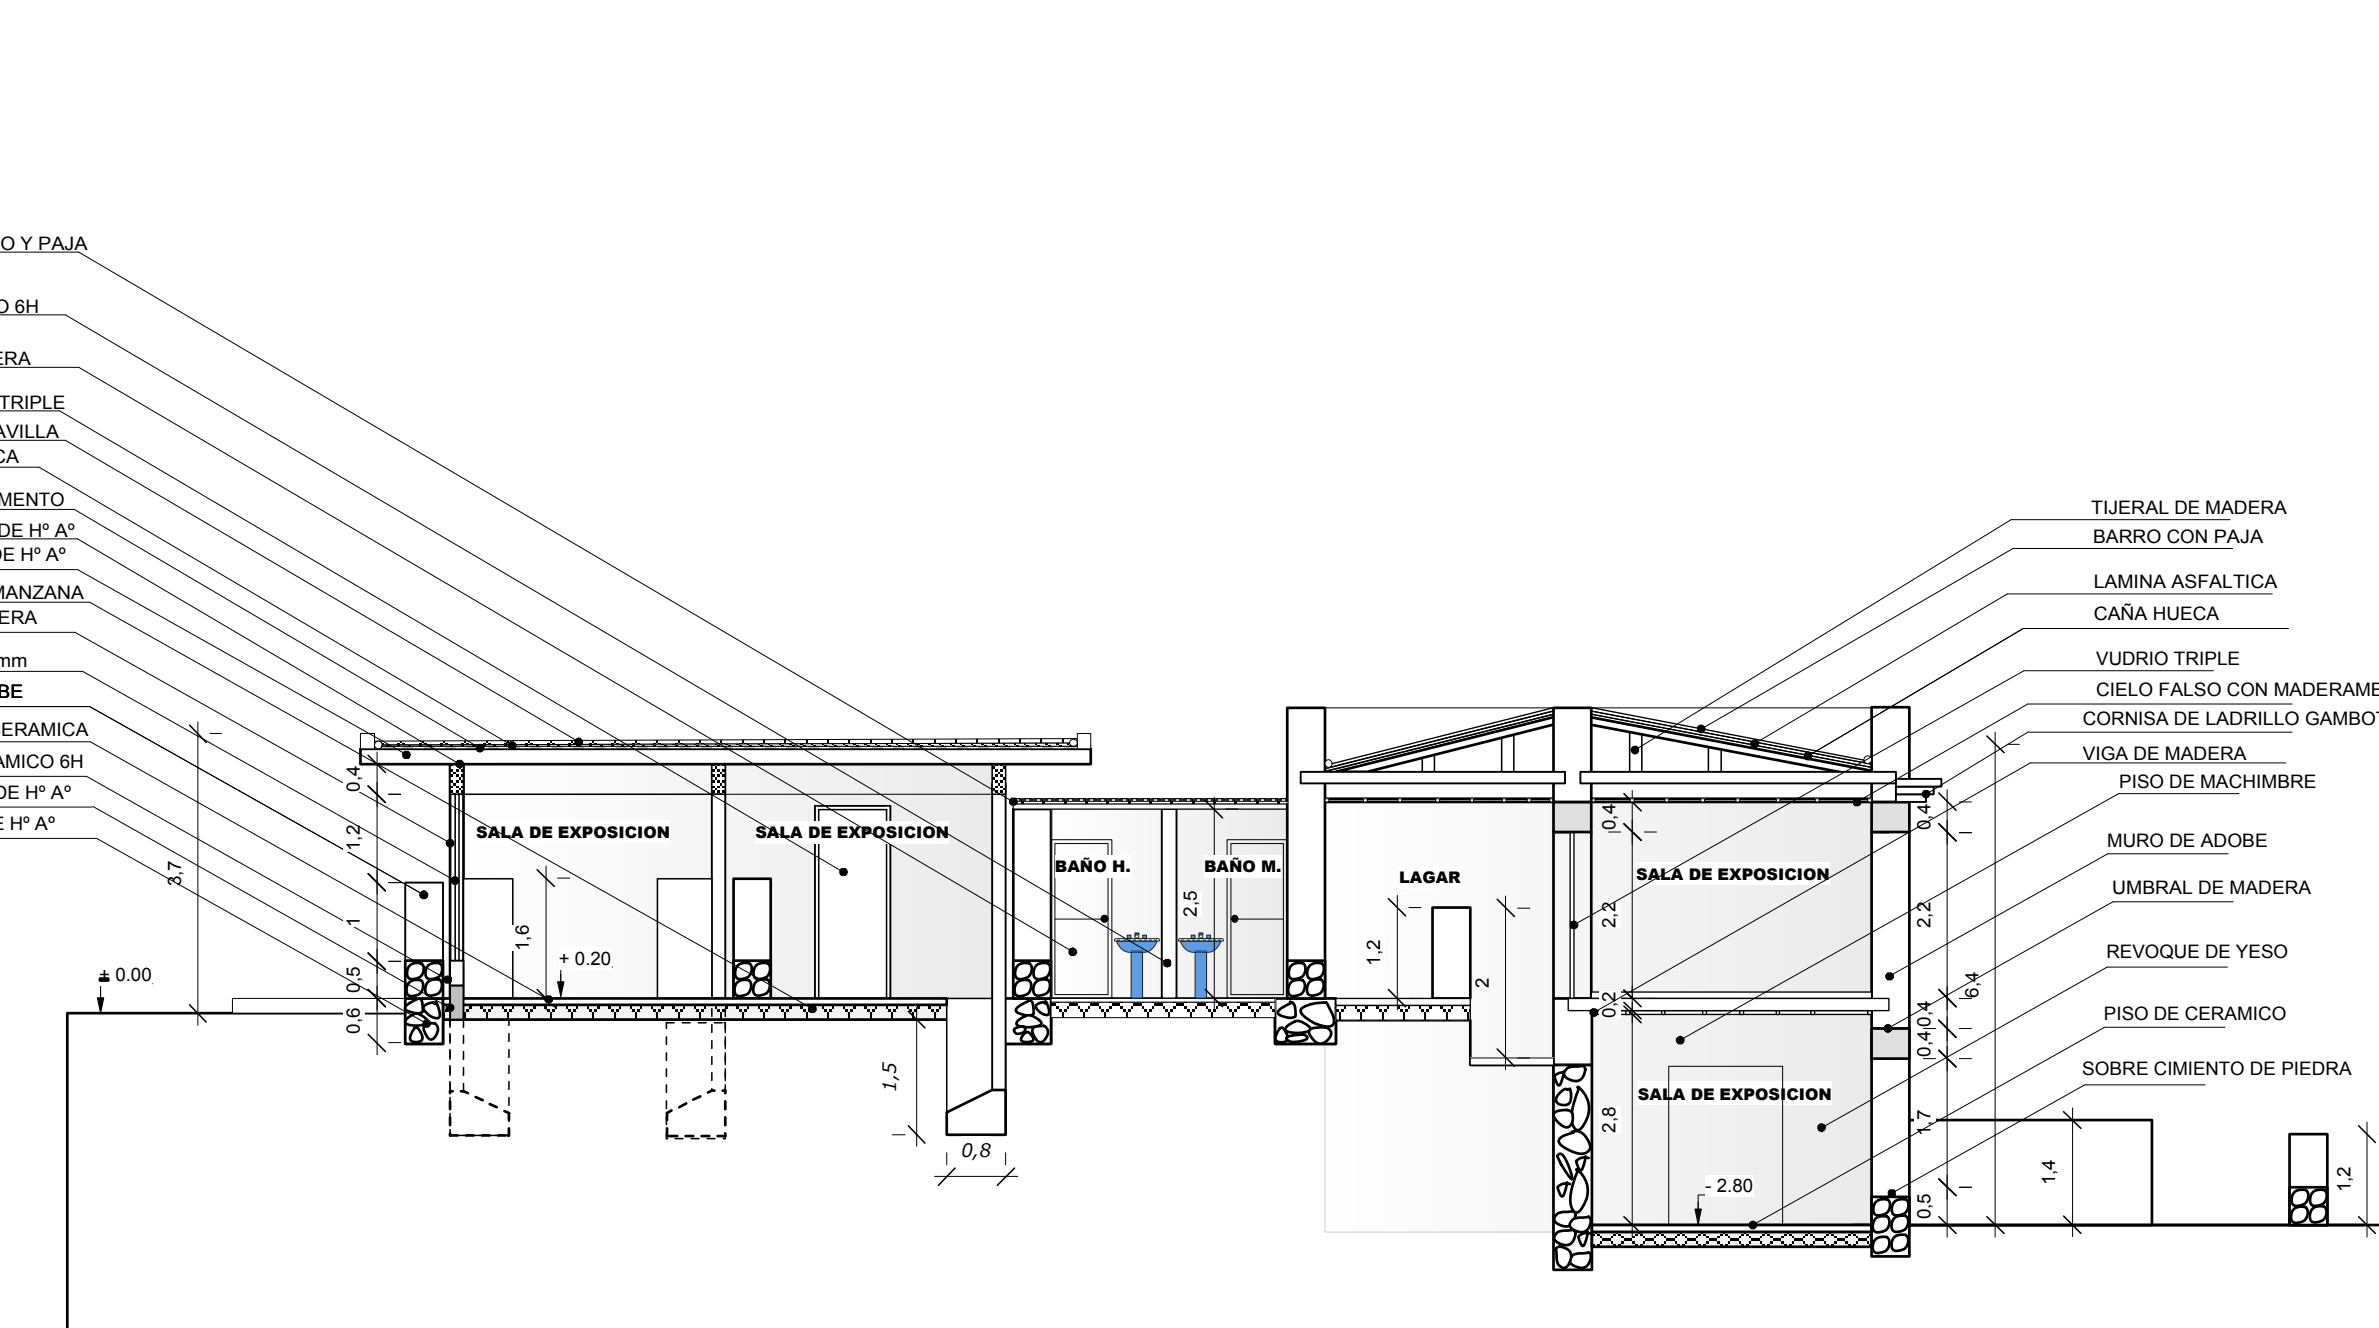 O Y PAJA
O 6H
ERA
TRIPLE
AVILLA
CA
MENTO
DE Hº Aº
DE Hº Aº
MANZANA
ERA
mm
BE
CERAMICA
AMICO 6H
DE Hº Aº
E Hº Aº
TIJERAL DE MADERA
BARRO CON PAJA
LAMINA ASFALTICA
CAÑA HUECA
VUDRIO TRIPLE
CIELO FALSO CON MADERAME
CORNISA DE LADRILLO GAMBOT
VIGA DE MADERA
PISO DE MACHIMBRE
MURO DE ADOBE
UMBRAL DE MADERA
REVOQUE DE YESO
PISO DE CERAMICO
SOBRE CIMIENTO DE PIEDRA
SALA DE EXPOSICION
SALA DE EXPOSICION
BAÑO H.
BAÑO M.
LAGAR
SALA DE EXPOSICION
SALA DE EXPOSICION
± 0.00
+ 0.20
- 2.80
3,7
0,4
1,2
1
0,5
0,6
1,6
1,5
0,8
2,5
1,2
2
0,4
2,2
0,2
2,8
0,4
2,2
0,4
0,4
1,7
0,5
6,4
1,4
1,2